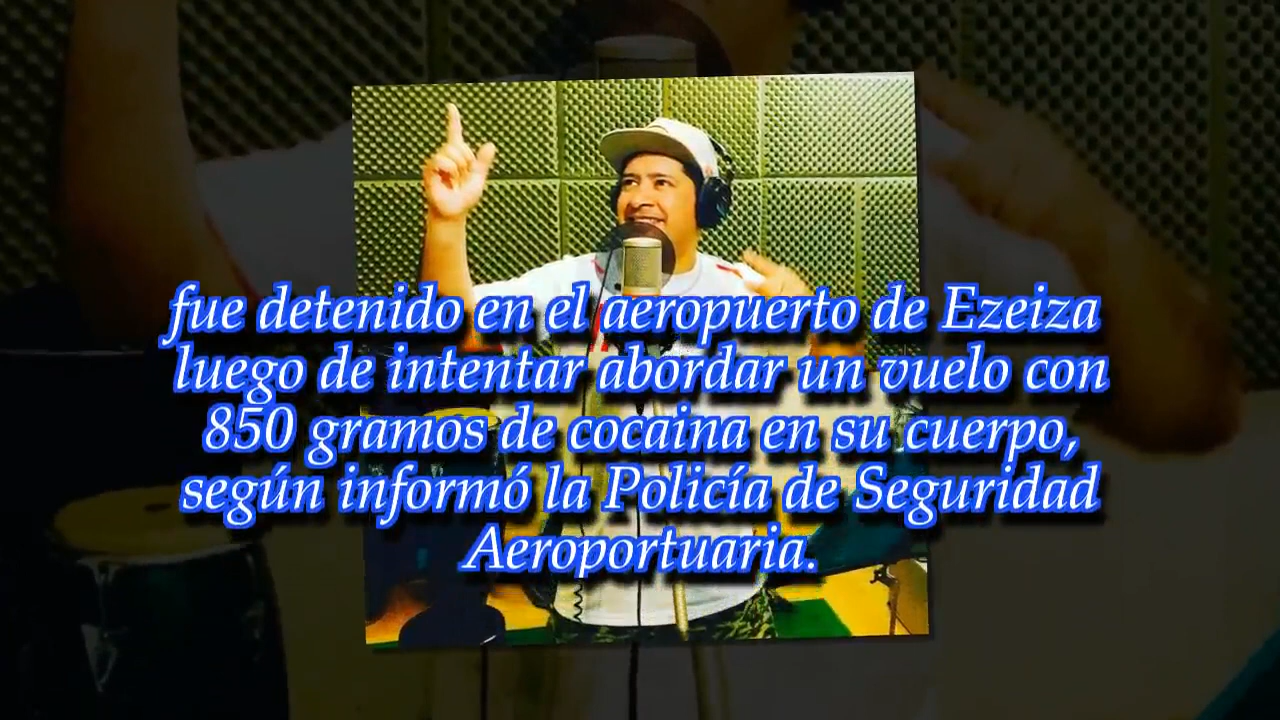 fue detenido en el aeropuerto de Ezeiza
luego de intentar abordar un vuelo con
850 gramos de cocaina en su cuerpo,
según informó la Policía de Seguridad
Aeroportuaria.